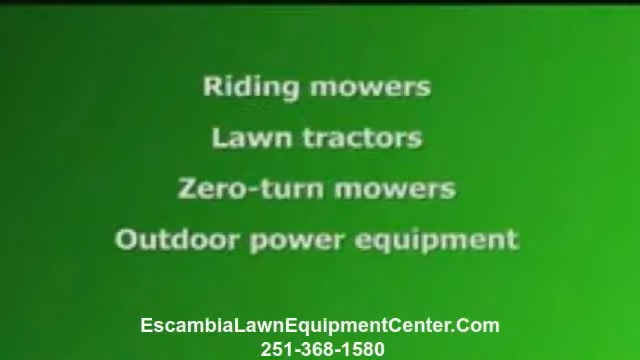 Riding mowers
Lawn tractors
Zero-turn mowers
Outdoor power equipment
EscambiaLawnEquipmentCenter.Com
251-368-1580